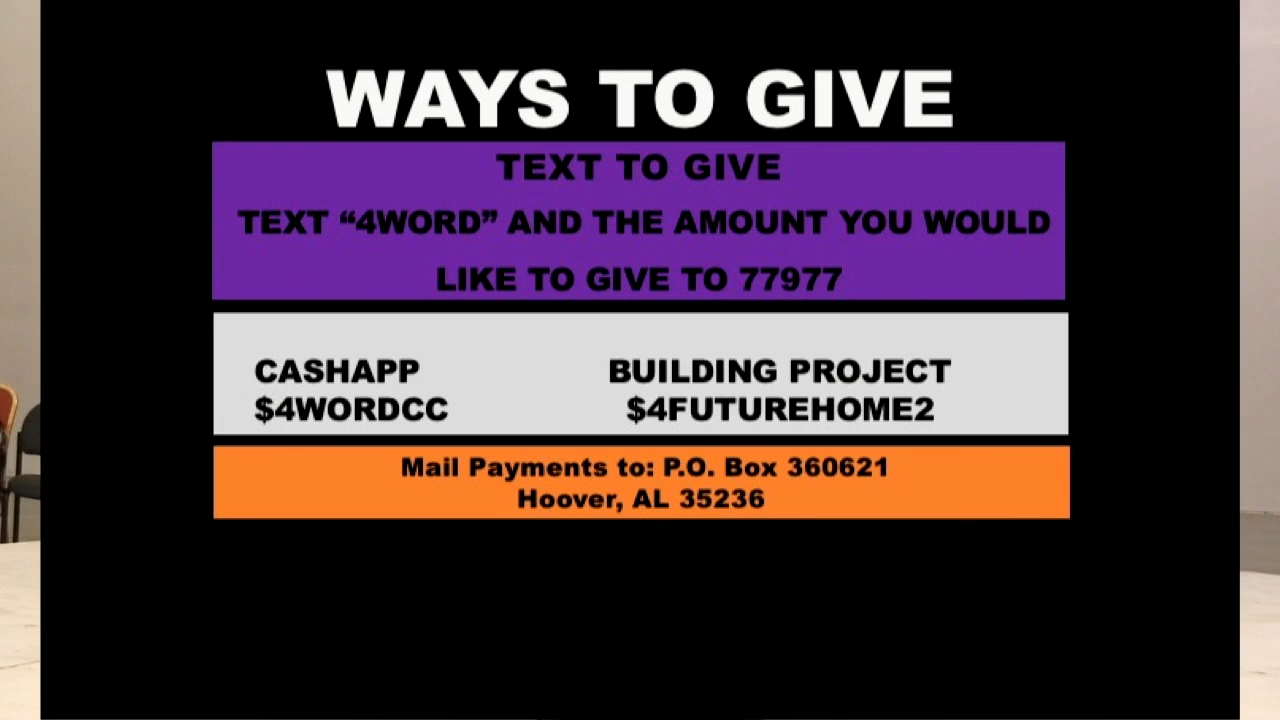 WAYS TO GIVE
TEXT TO GIVE
TEXT “4WORD” AND THE AMOUNT YOU WOULD
LIKE TO GIVE TO 77977
CASHAPP
$4WORDCC
BUILDING PROJECT
$4FUTUREHOME2
Mail Payments to: P.O. Box 360621
Hoover, AL 35236